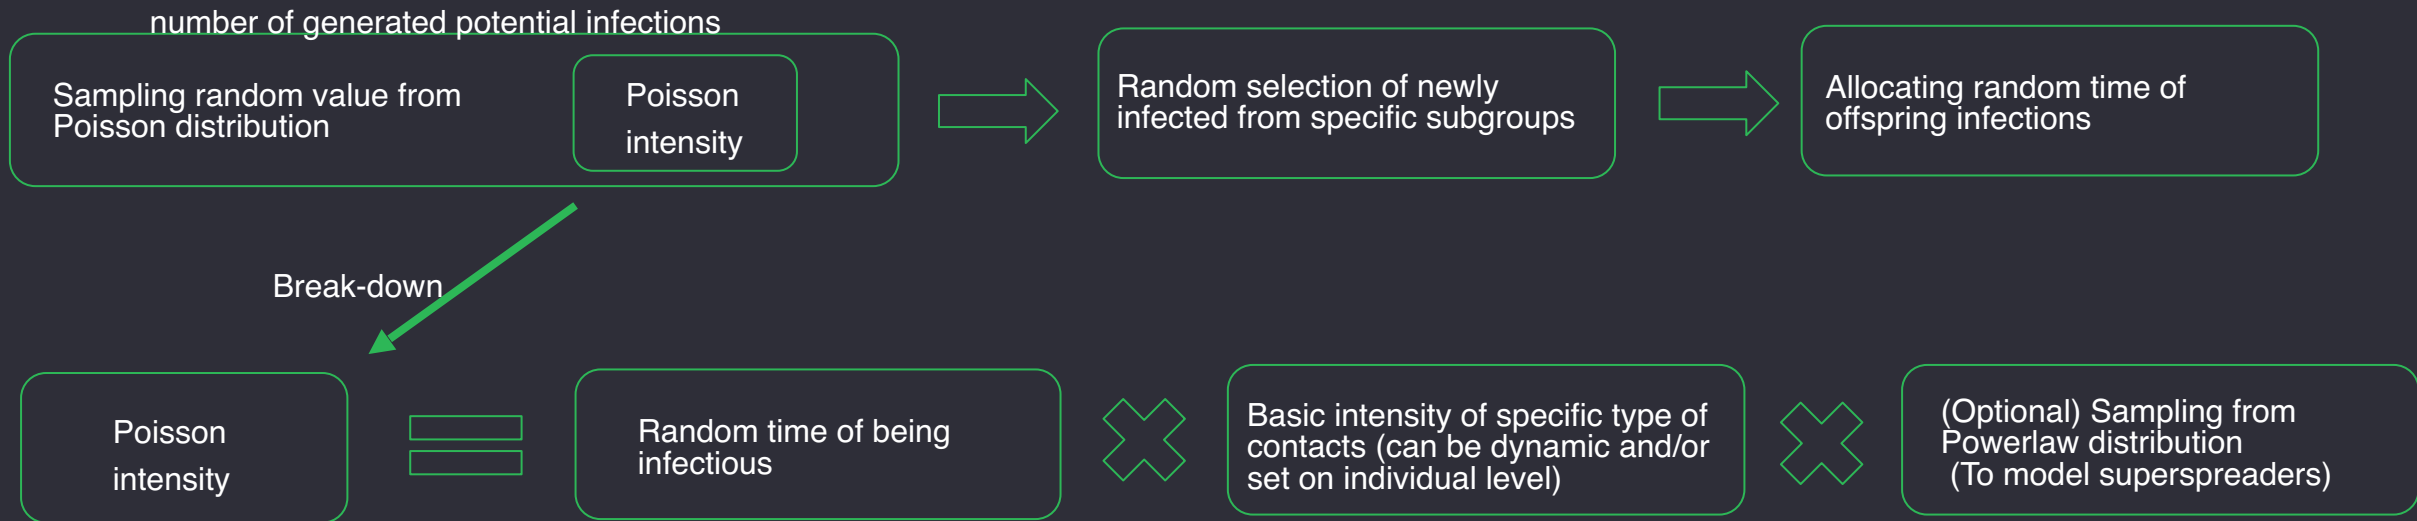 number of generated potential infections
Sampling random value from
Poisson distribution
Poisson
intensity
Random selection of newly
infected from specific subgroups
Allocating random time of
offspring infections
Break-down
Poisson
intensity
Random time of being
infectious
Basic intensity of specific type of
contacts (can be dynamic and/or
set on individual level)
(Optional) Sampling from
Powerlaw distribution
(To model superspreaders)